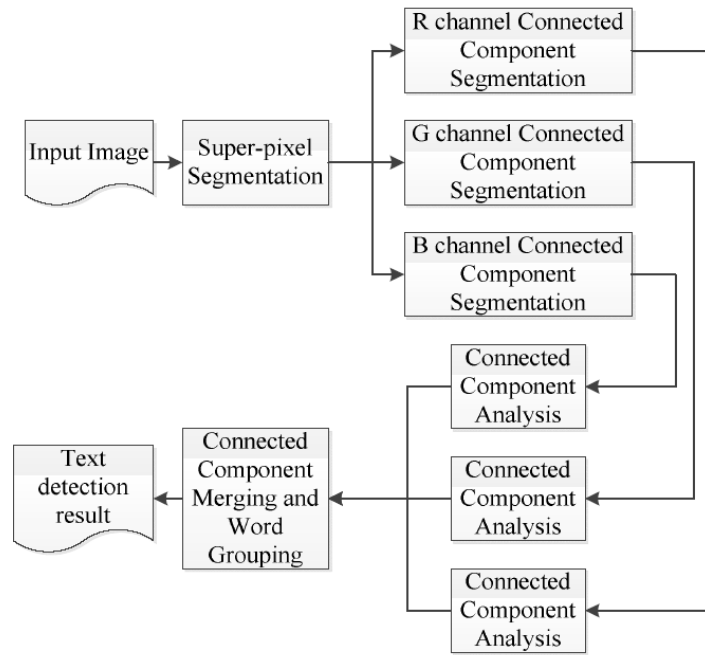 R channel Connected
Component
Segmentation
Input Image
Super-pixel
Segmentation
G channel Connected
Component
Segmentation
B channel Connected
Component
Segmentation
Connected
Component
Analysis
Text
detection
result
Connected
Component
Merging and
Word
Grouping
Connected
Component
Analysis
Connected
Component
Analysis